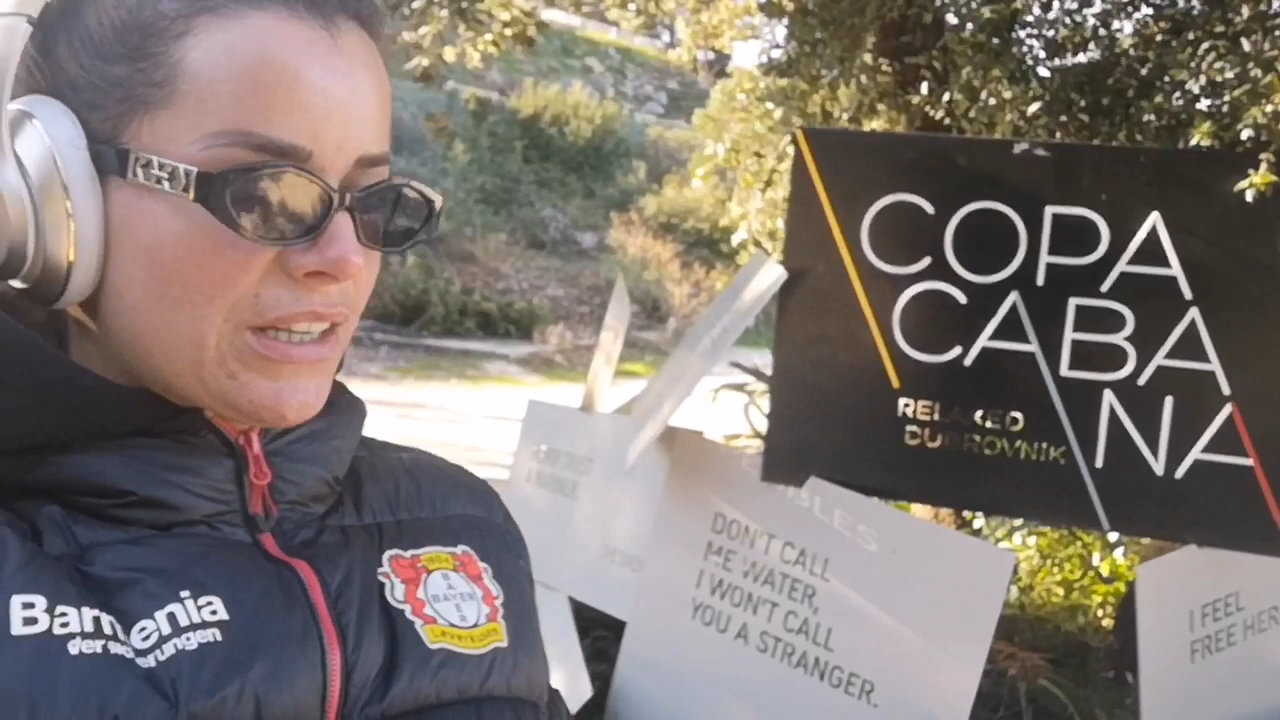 COPA
CABA
NA
RELAXED
DUBROVNIK
DON'T CALL
ME WATER,
I WON'T CALL
YOU A STRANGER.
I FEEL
FREE HER
Barmenia
1904
BAYER
Leverkusen